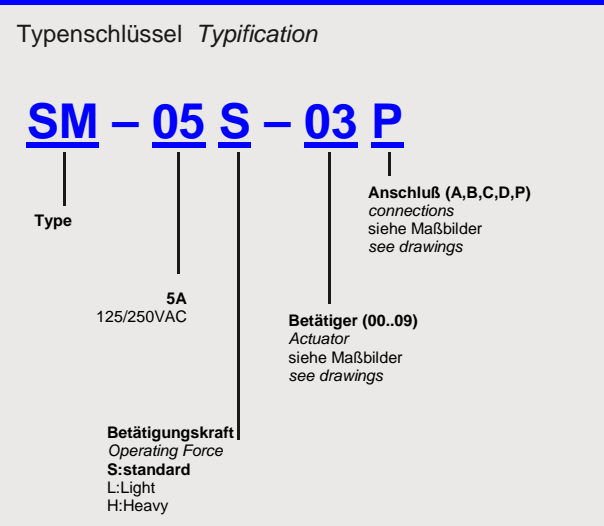 Typenschlüssel Typification
SM – 05 S – 03 P
Anschluß (A,B,C,D,P)
connections
siehe Maßbilder
see drawings
Type
5A
125/250VAC
Betätiger (00..09)
Actuator
siehe Maßbilder
see drawings
Betätigungskraft
Operating Force
S:standard
L:Light
H:Heavy